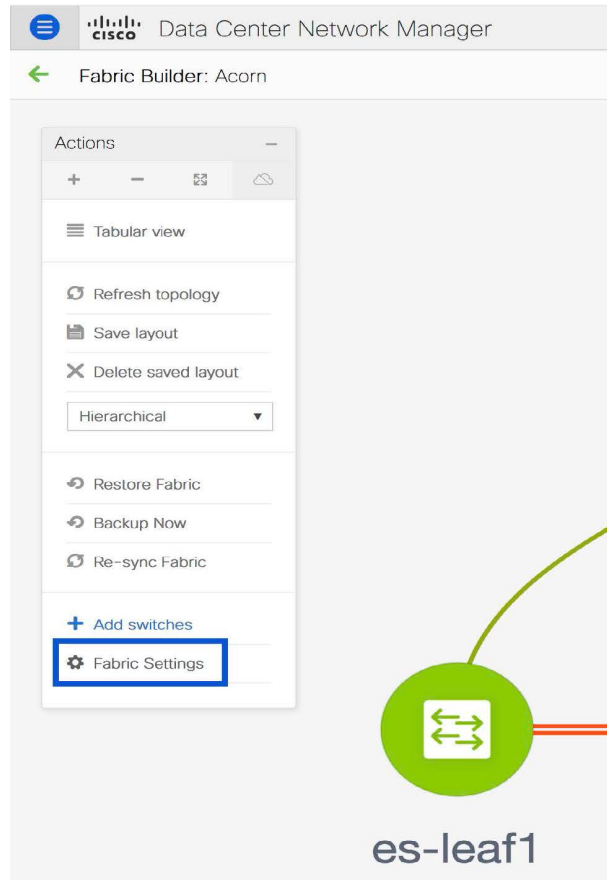 cisco Data Center Network Manager
Fabric Builder: Acorn
Actions
Tabular view
Refresh topology
Save layout
Delete saved layout
Hierarchical
Restore Fabric
Backup Now
Re-sync Fabric
Add switches
Fabric Settings
es-leaf1